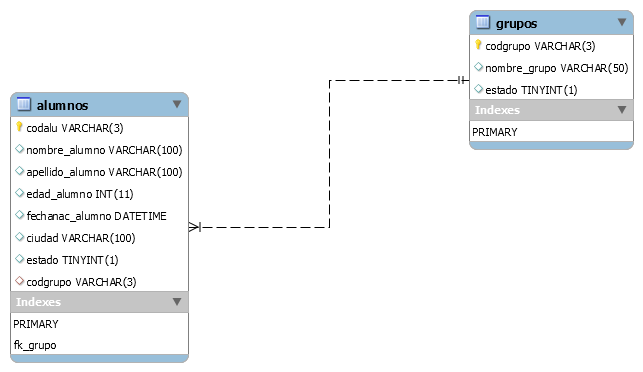 grupos
codgrupo VARCHAR(3)
nombre_grupo VARCHAR(50)
estado TINYINT(1)
Indexes
PRIMARY
alumnos
codalu VARCHAR(3)
nombre_alumno VARCHAR(100)
apellido_alumno VARCHAR(100)
edad_alumno INT(11)
fechanac_alumno DATETIME
ciudad VARCHAR(100)
estado TINYINT(1)
codgrupo VARCHAR(3)
Indexes
PRIMARY
fk_grupo